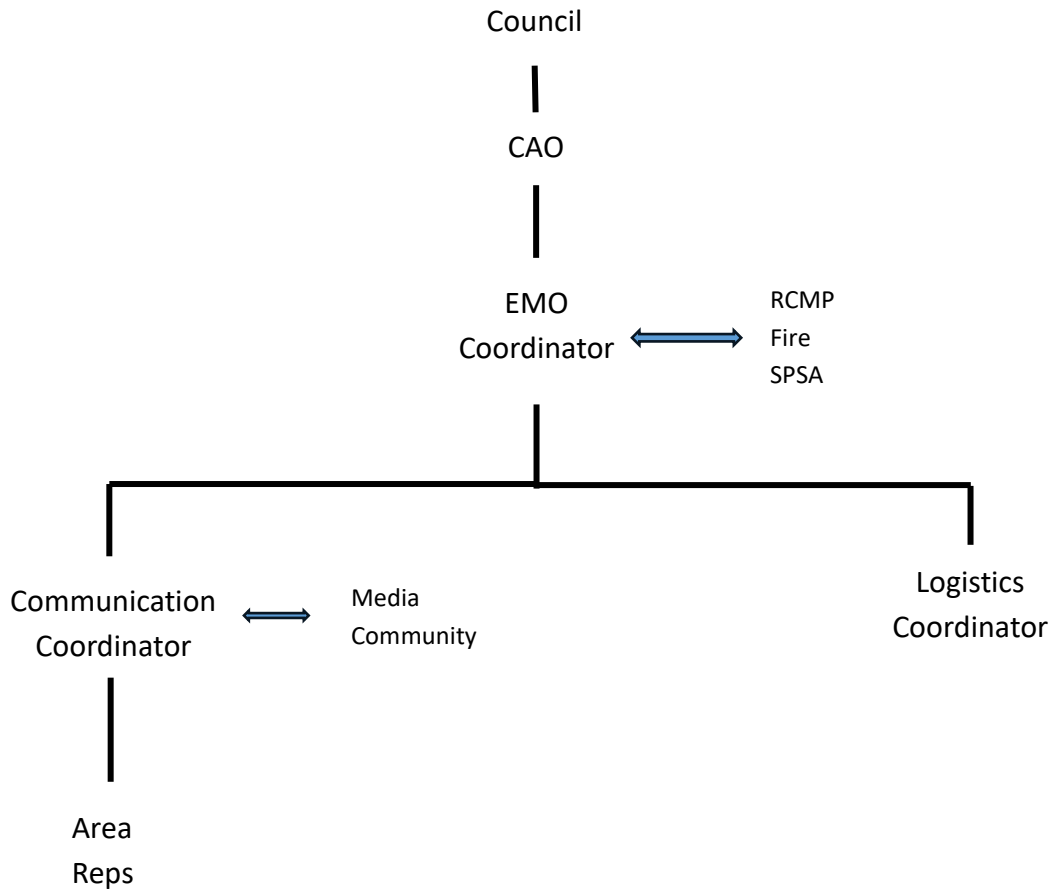 Council
CAO
EMO
Coordinator
RCMP
Fire
SPSA
Communication
Coordinator
Media
Community
Logistics
Coordinator
Area
Reps